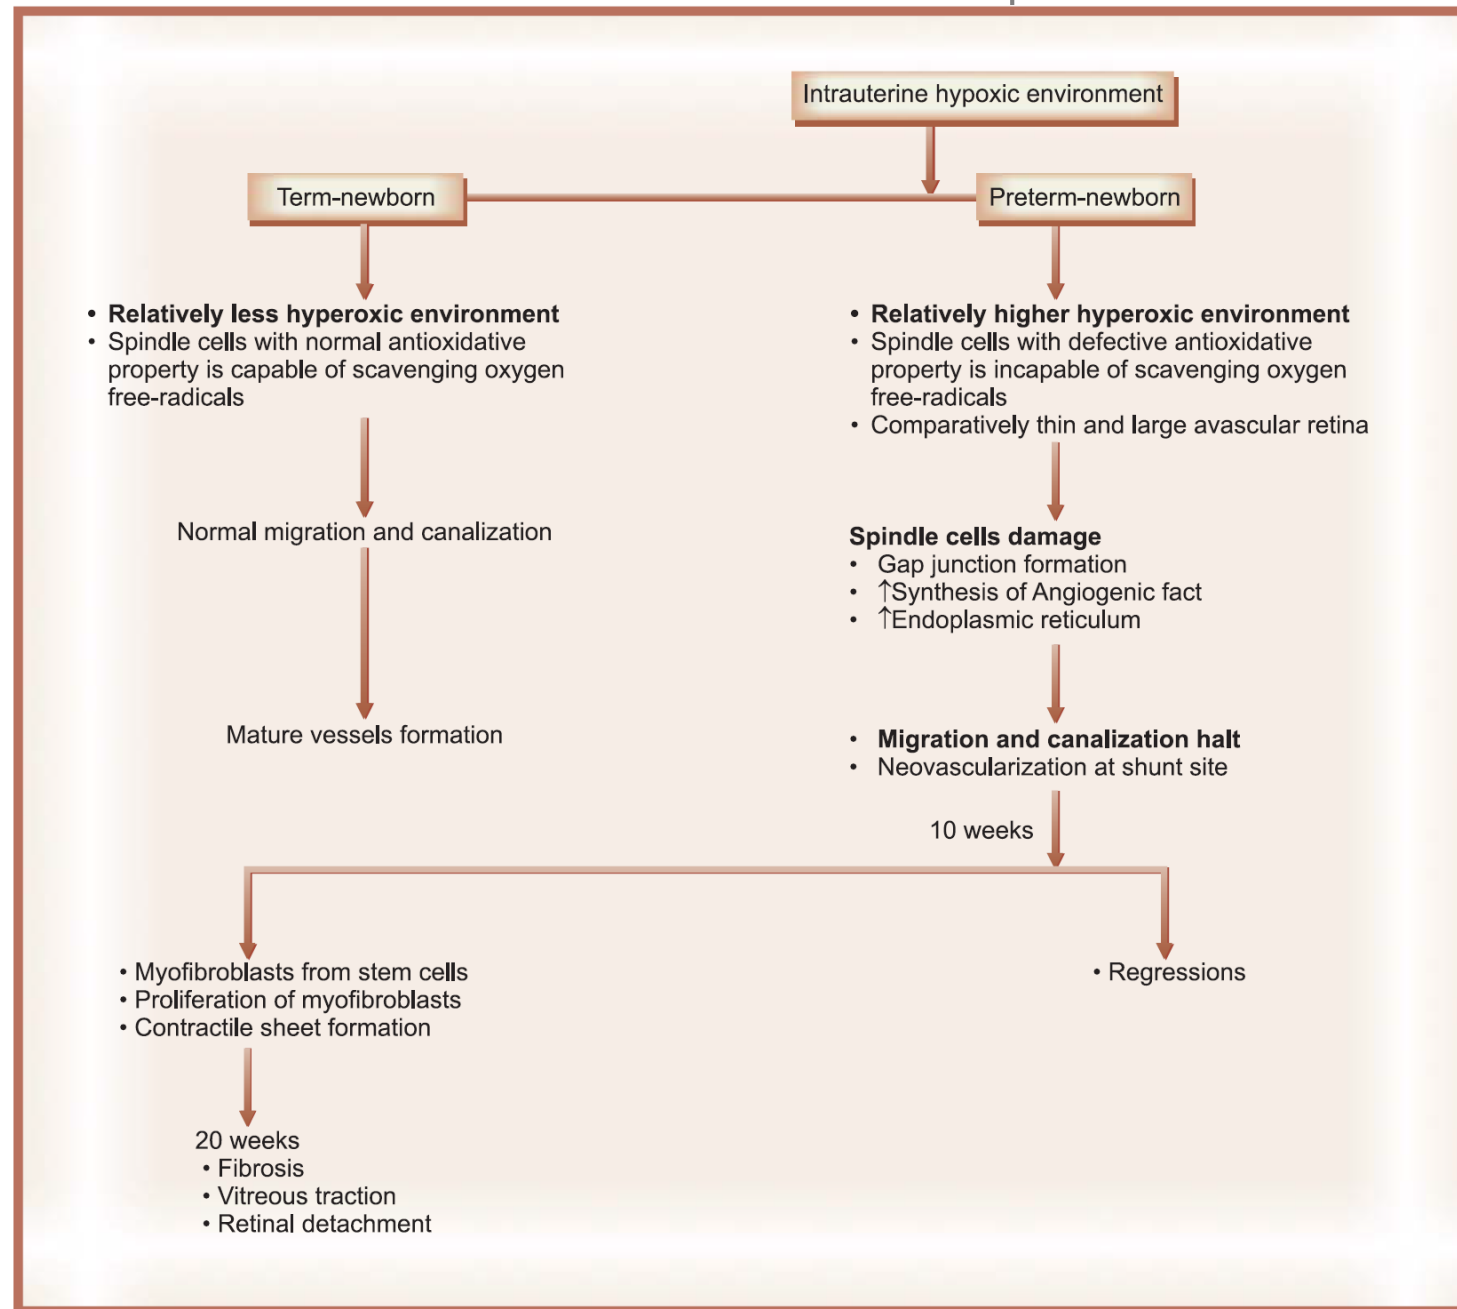 Intrauterine hypoxic environment
Term-newborn
Preterm-newborn
• Relatively less hyperoxic environment
• Spindle cells with normal antioxidative
property is capable of scavenging oxygen
free-radicals
• Relatively higher hyperoxic environment
• Spindle cells with defective antioxidative
property is incapable of scavenging oxygen
free-radicals
• Comparatively thin and large avascular retina
Normal migration and canalization
Spindle cells damage
• Gap junction formation
• ↑Synthesis of Angiogenic fact
• ↑Endoplasmic reticulum
Mature vessels formation
• Migration and canalization halt
• Neovascularization at shunt site
10 weeks
• Myofibroblasts from stem cells
• Proliferation of myofibroblasts
• Contractile sheet formation
• Regressions
20 weeks
• Fibrosis
• Vitreous traction
• Retinal detachment